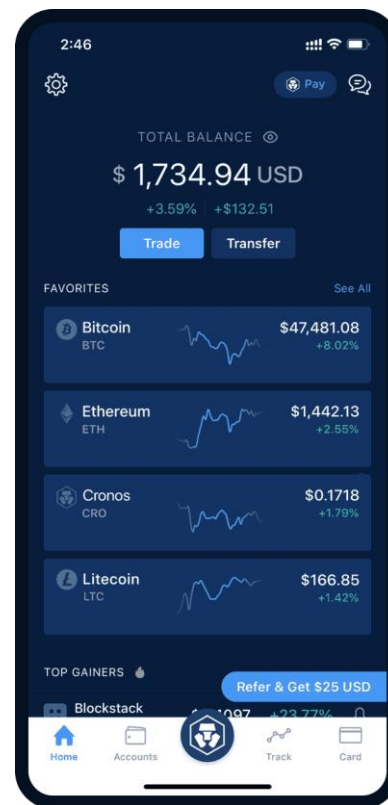 2:46
Pay
TOTAL BALANCE
$ 1,734.94 USD
+3.59% +$132.51
Trade Transfer
FAVORITES See All
Bitcoin $47,481.08
BTC +8.02%
Ethereum $1,442.13
ETH +2.55%
Cronos $0.1718
CRO +1.79%
Litecoin $166.85
LTC +1.42%
TOP GAINERS
Refer & Get $25 USD
Blockstack +23.77%
Home Accounts Track Card